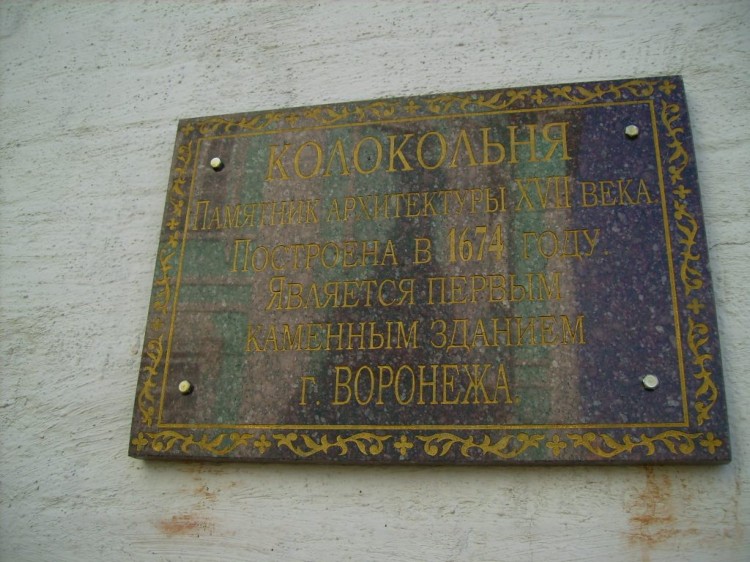 КОЛОКОЛЬНЯ
ПАМЯТНИК АРХИТЕКТУРЫ XVII ВЕКА.
ПОСТРОЕНА В 1674 ГОДУ.
ЯВЛЯЕТСЯ ПЕРВЫМ
КАМЕННЫМ ЗДАНИЕМ
г. ВОРОНЕЖА.